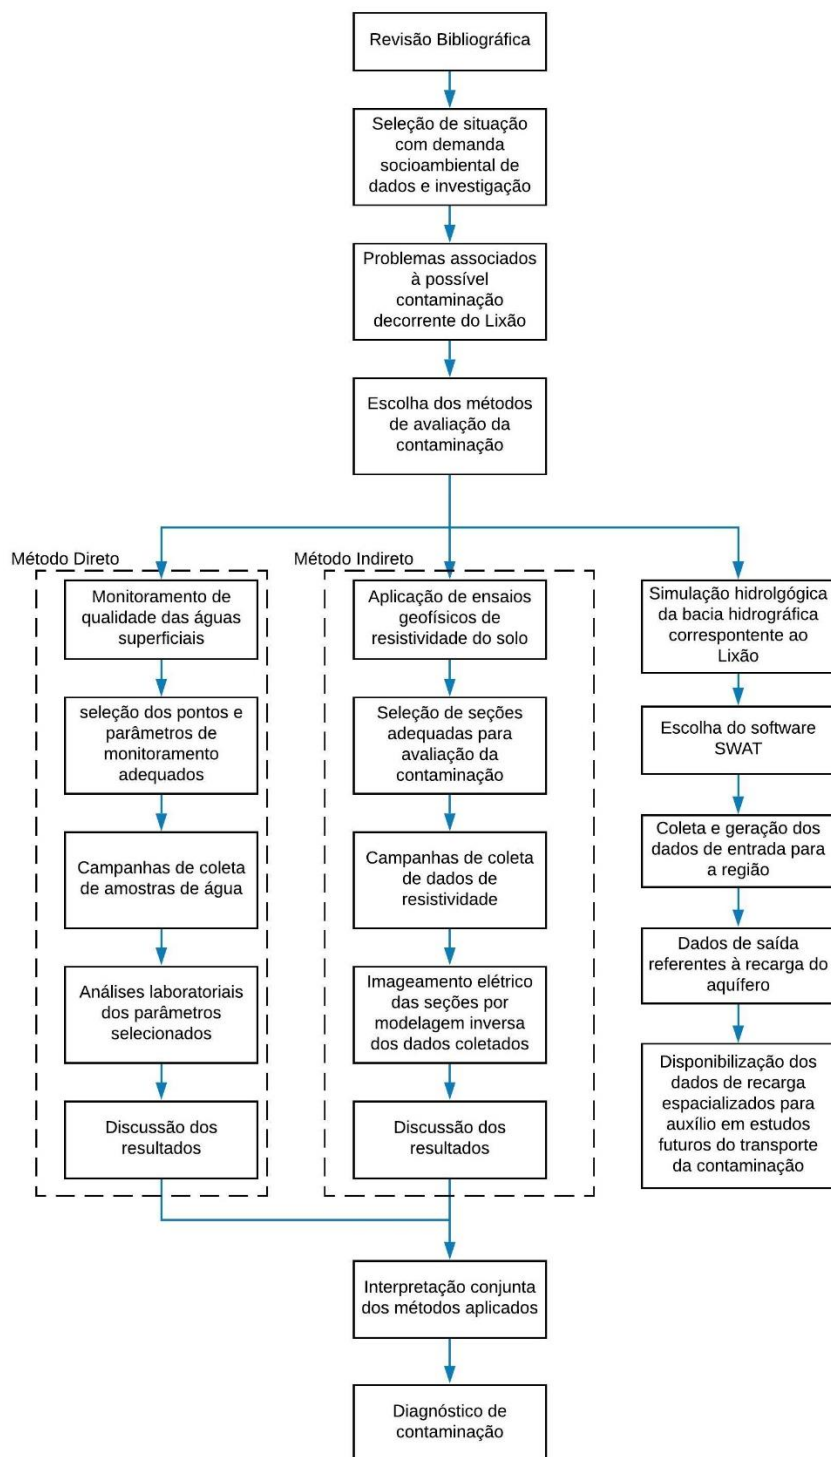 Revisão Bibliográfica
Seleção de situação
com demanda
socioambiental de
dados e investigação
Problemas associados
à possível
contaminação
decorrente do Lixão
Escolha dos métodos
de avaliação da
contaminação
Método Direto
Monitoramento de
qualidade das águas
superficiais
seleção dos pontos e
parâmetros de
monitoramento
adequados
Campanhas de coleta
de amostras de água
Análises laboratoriais
dos parâmetros
selecionados
Discussão dos
resultados
Método Indireto
Aplicação de ensaios
geofísicos de
resistividade do solo
Seleção de seções
adequadas para
avaliação da
contaminação
Campanhas de coleta
de dados de
resistividade
Imageamento elétrico
das seções por
modelagem inversa
dos dados coletados
Discussão dos
resultados
Simulação hidrolgógica
da bacia hidrográfica
correspontente ao
Lixão
Escolha do software
SWAT
Coleta e geração dos
dados de entrada para
a região
Dados de saída
referentes à recarga do
aquífero
Disponibilização dos
dados de recarga
espacializados para
auxílio em estudos
futuros do transporte
da contaminação
Interpretação conjunta
dos métodos aplicados
Diagnóstico de
contaminação